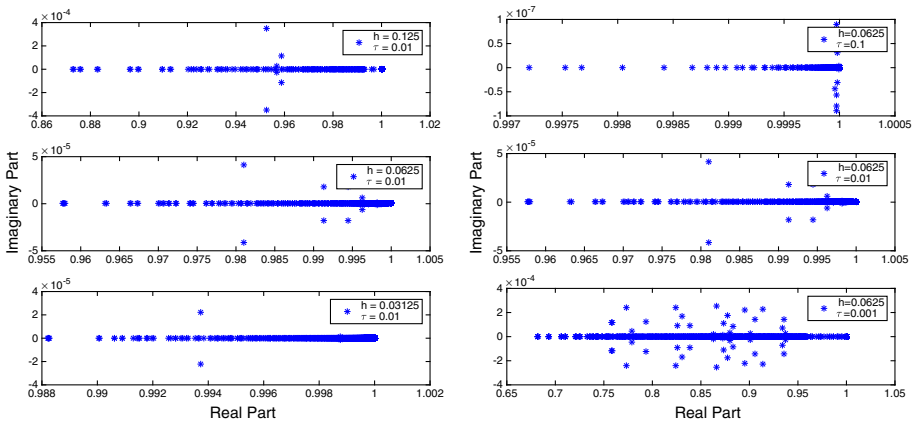 × 10⁻⁴
4
2
0
-2
-4
0.86 0.88 0.9 0.92 0.94 0.96 0.98 1 1.02
h = 0.125
τ = 0.01
× 10⁻⁵
5
0
-5
0.955 0.96 0.965 0.97 0.975 0.98 0.985 0.99 0.995 1 1.005
h = 0.0625
τ = 0.01
× 10⁻⁵
4
2
0
-2
-4
0.988 0.99 0.992 0.994 0.996 0.998 1 1.002
h = 0.03125
τ = 0.01
Imaginary Part
Real Part
× 10⁻⁷
1
0.5
0
-0.5
-1
0.997 0.9975 0.998 0.9985 0.999 0.9995 1 1.0005
h=0.0625
τ=0.1
× 10⁻⁵
5
0
-5
0.955 0.96 0.965 0.97 0.975 0.98 0.985 0.99 0.995 1 1.005
h=0.0625
τ=0.01
× 10⁻⁴
4
2
0
-2
-4
0.65 0.7 0.75 0.8 0.85 0.9 0.95 1 1.05
h=0.0625
τ=0.001
Imaginary Part
Real Part